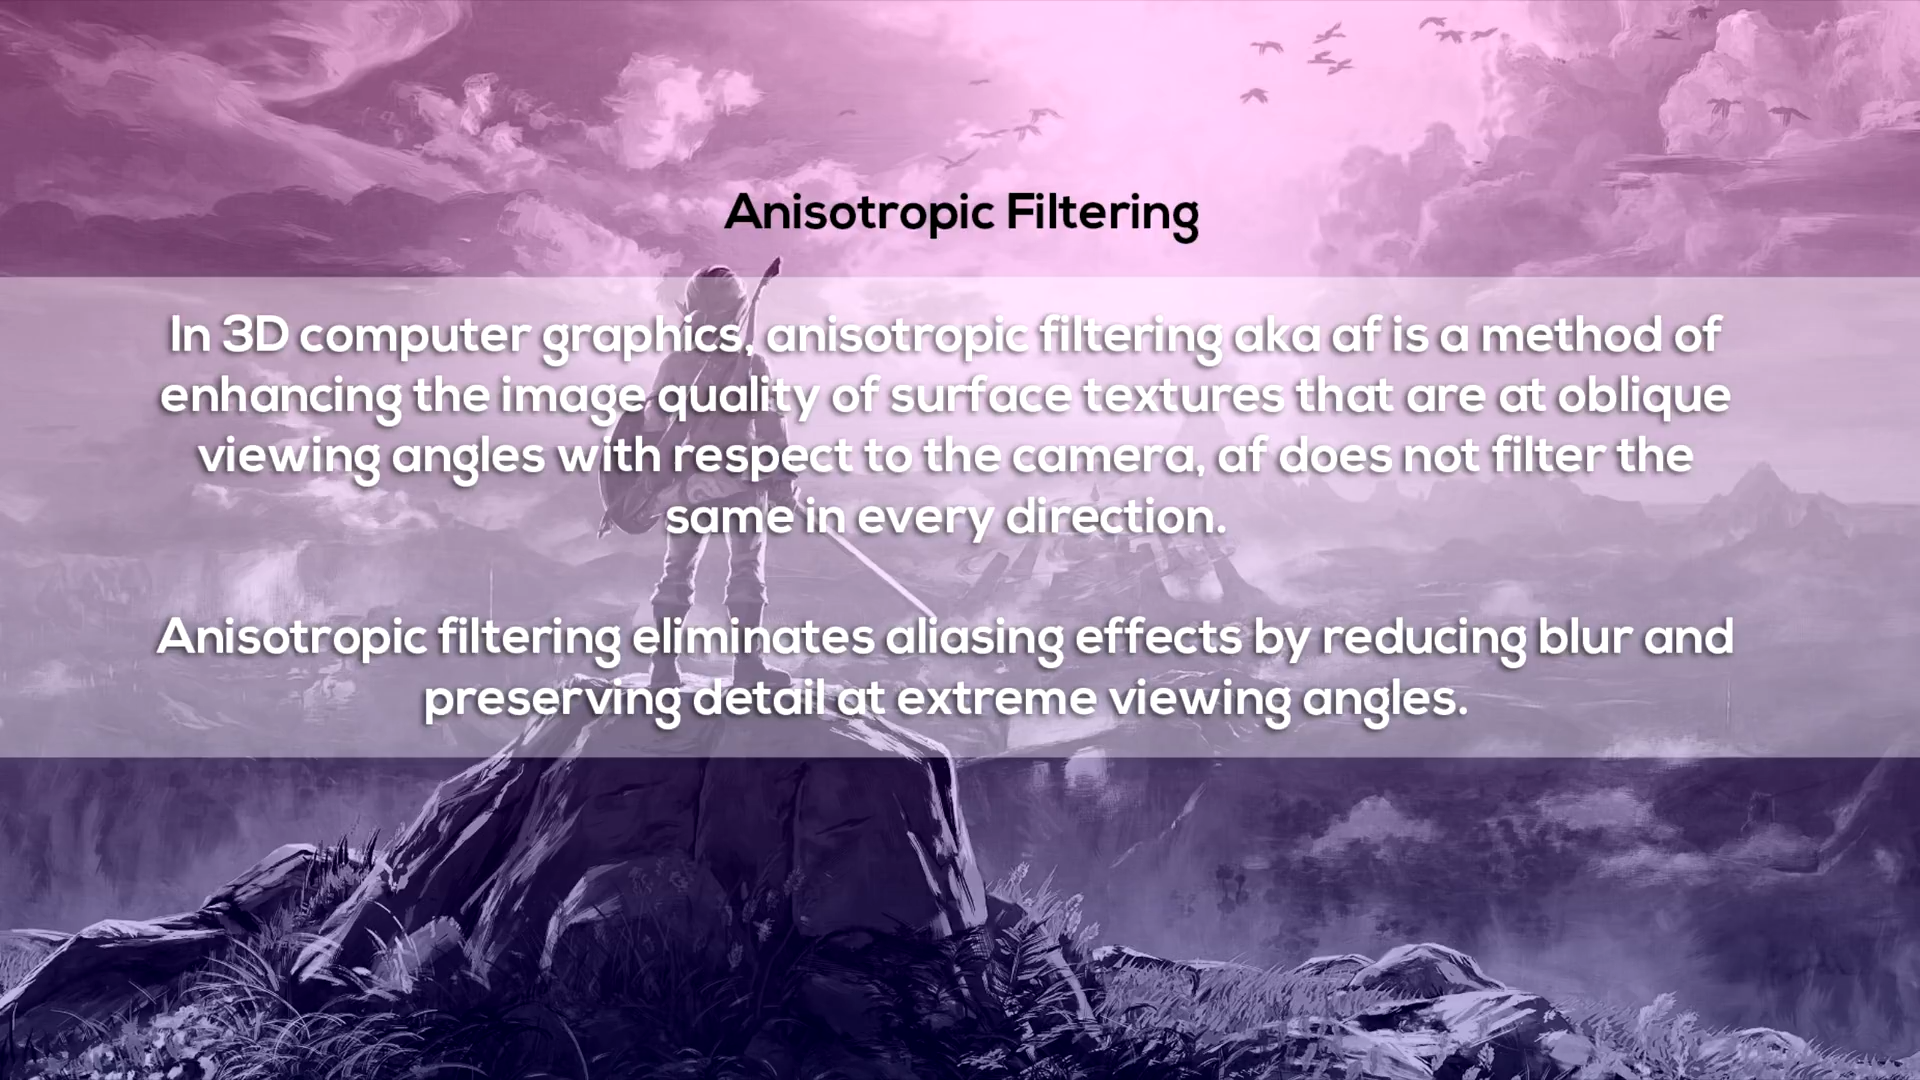 Anisotropic Filtering
In 3D computer graphics, anisotropic filtering aka af is a method of
enhancing the image quality of surface textures that are at oblique
viewing angles with respect to the camera, af does not filter the
same in every direction.
Anisotropic filtering eliminates aliasing effects by reducing blur and
preserving detail at extreme viewing angles.